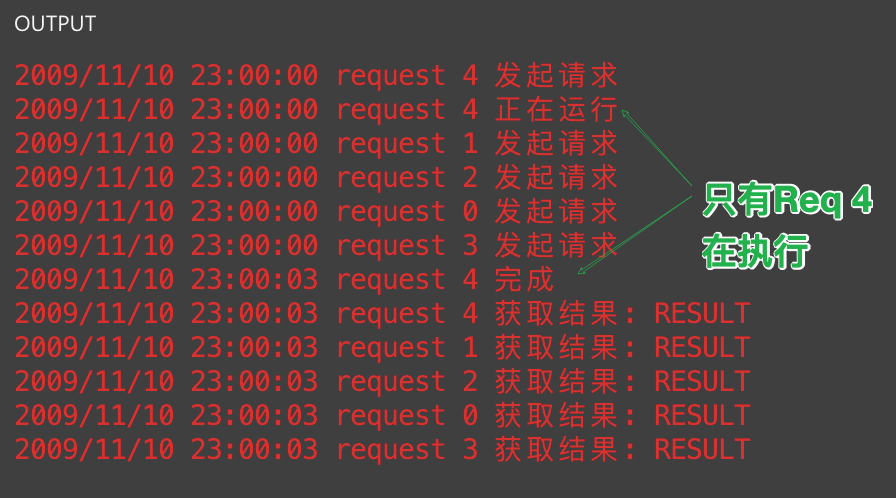 OUTPUT
2009/11/10 23:00:00 request 4 发起请求
2009/11/10 23:00:00 request 4 正在运行
2009/11/10 23:00:00 request 1 发起请求
2009/11/10 23:00:00 request 2 发起请求
2009/11/10 23:00:00 request 0 发起请求
2009/11/10 23:00:00 request 3 发起请求
2009/11/10 23:00:03 request 4 完成
2009/11/10 23:00:03 request 4 获取结果: RESULT
2009/11/10 23:00:03 request 1 获取结果: RESULT
2009/11/10 23:00:03 request 2 获取结果: RESULT
2009/11/10 23:00:03 request 0 获取结果: RESULT
2009/11/10 23:00:03 request 3 获取结果: RESULT
只有Req 4
在执行